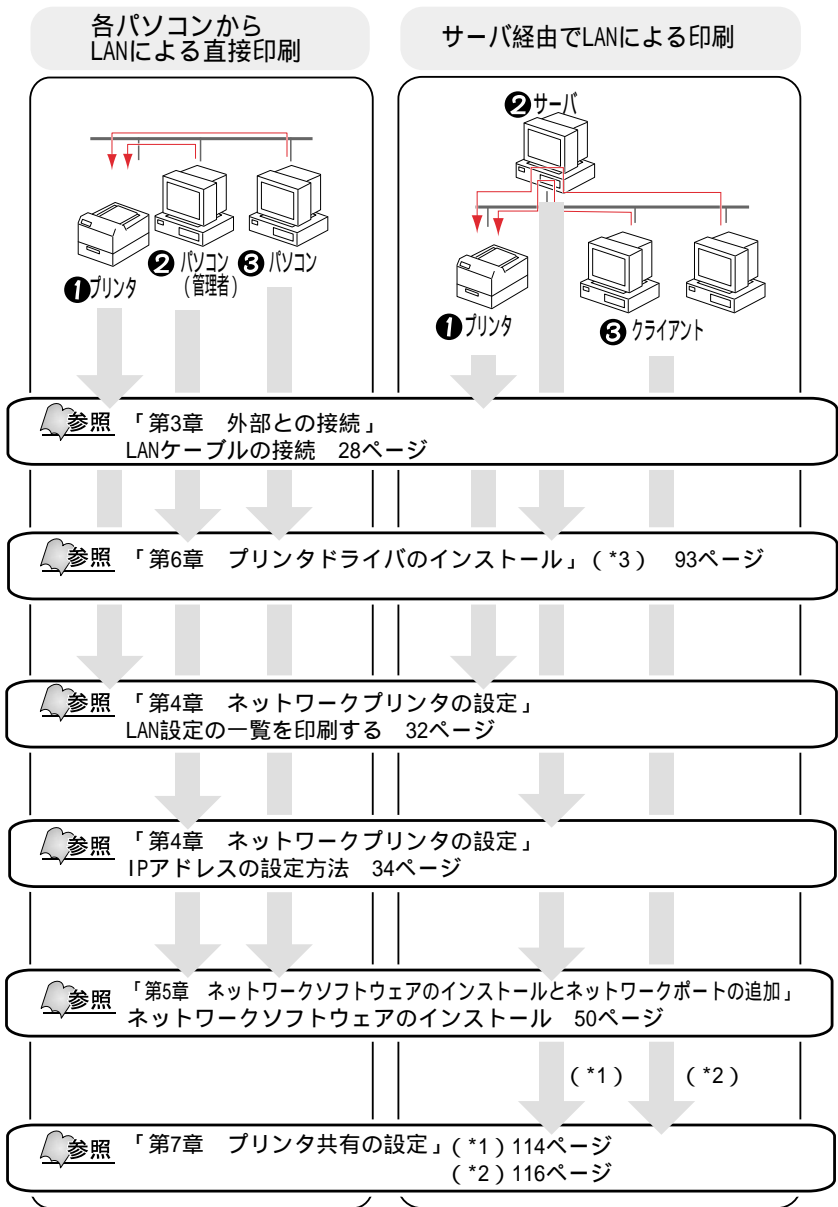 各パソコンから
LANによる直接印刷
サーバ経由でLANによる印刷
❶プリンタ
❷ パソコン
(管理者)
❸ パソコン
❷サーバ
❶プリンタ
❸ クライアント
参照 「第3章 外部との接続」
LANケーブルの接続 28ページ
参照 「第6章 プリンタドライバのインストール」(*3) 93ページ
参照 「第4章 ネットワークプリンタの設定」
LAN設定の一覧を印刷する 32ページ
参照 「第4章 ネットワークプリンタの設定」
IPアドレスの設定方法 34ページ
参照 「第5章 ネットワークソフトウェアのインストールとネットワークポートの追加」
ネットワークソフトウェアのインストール 50ページ
(*1) (*2)
参照 「第7章 プリンタ共有の設定」(*1)114ページ
(*2)116ページ